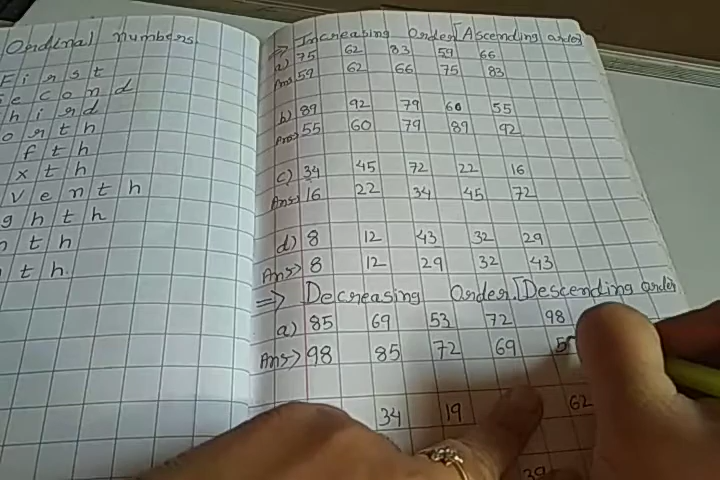 Ordinal numbers
First
econd
hird
orth
fth
xth
venth
ghth
nth
th.
=> Increasing Order [Ascending order
a) 75 62 83 59 66
Ans> 59 62 66 75 83
b) 89 92 79 60 55
Ans> 55 60 79 89 92
c) 34 45 72 22 16
Ans> 16 22 34 45 72
d) 8 12 43 32 29
Ans> 8 12 29 32 43
=> Decreasing Order. [Descending order
a) 85 69 53 72 98
Ans> 98 85 72 69 5
34 19 62
39